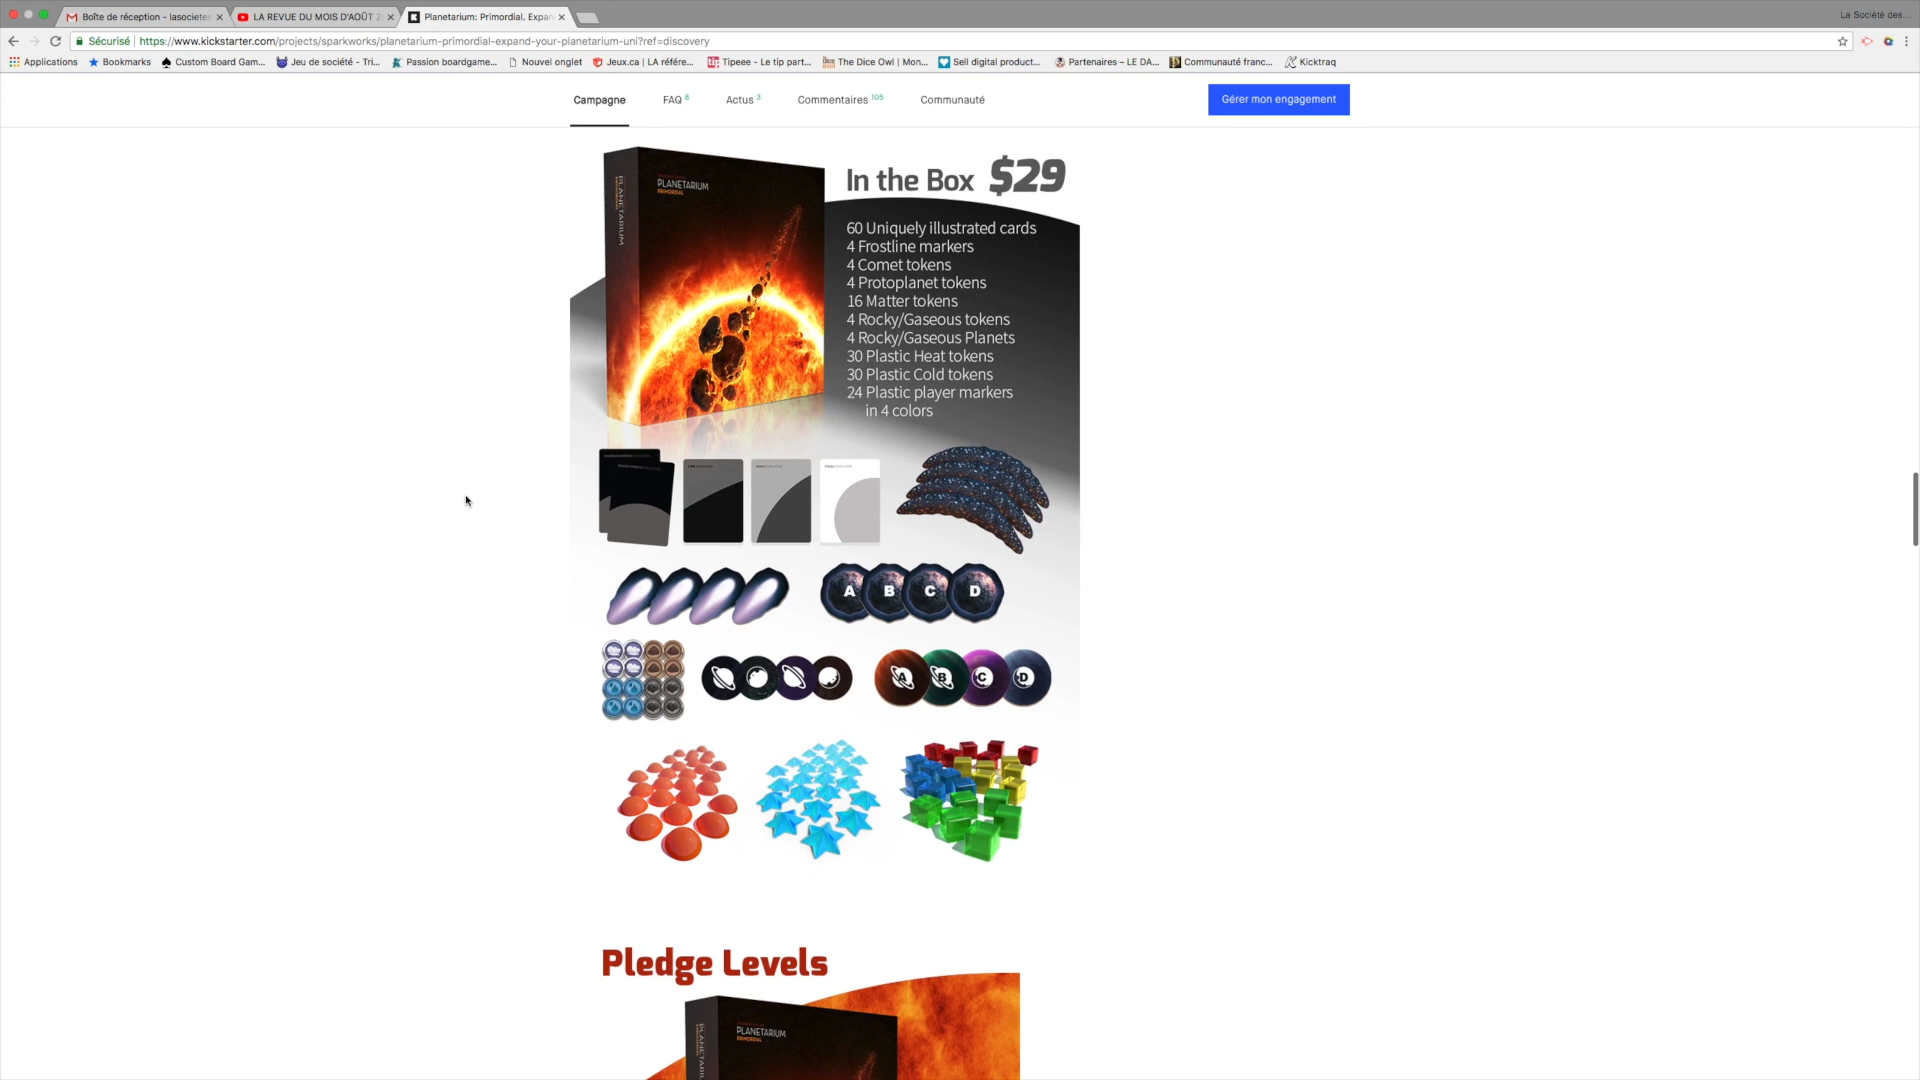 Boîte de réception - lasociete
LA REVUE DU MOIS D'AOÛT 2
Planetarium: Primordial. Expan
La Société des...
Sécurisé
https://www.kickstarter.com/projects/sparkworks/planetarium-primordial-expand-your-planetarium-uni?ref=discovery
Applications
Bookmarks
Custom Board Gam...
Jeu de société - Tri...
Passion boardgame...
Nouvel onglet
Jeux.ca | LA référe...
Tipeee - Le tip part...
The Dice Owl | Mon...
Sell digital product...
Partenaires – LE DA...
Communauté franc...
Kicktraq
Campagne
FAQ 8
Actus 3
Commentaires 105
Communauté
Gérer mon engagement
In the Box $29
PLANETARIUM
PRIMORDIAL
PLANETARIUM
60 Uniquely illustrated cards
4 Frostline markers
4 Comet tokens
4 Protoplanet tokens
16 Matter tokens
4 Rocky/Gaseous tokens
4 Rocky/Gaseous Planets
30 Plastic Heat tokens
30 Plastic Cold tokens
24 Plastic player markers
in 4 colors
A B C D
A B C D
Pledge Levels
PLANETARIUM
PRIMORDIAL
PLANETARIUM